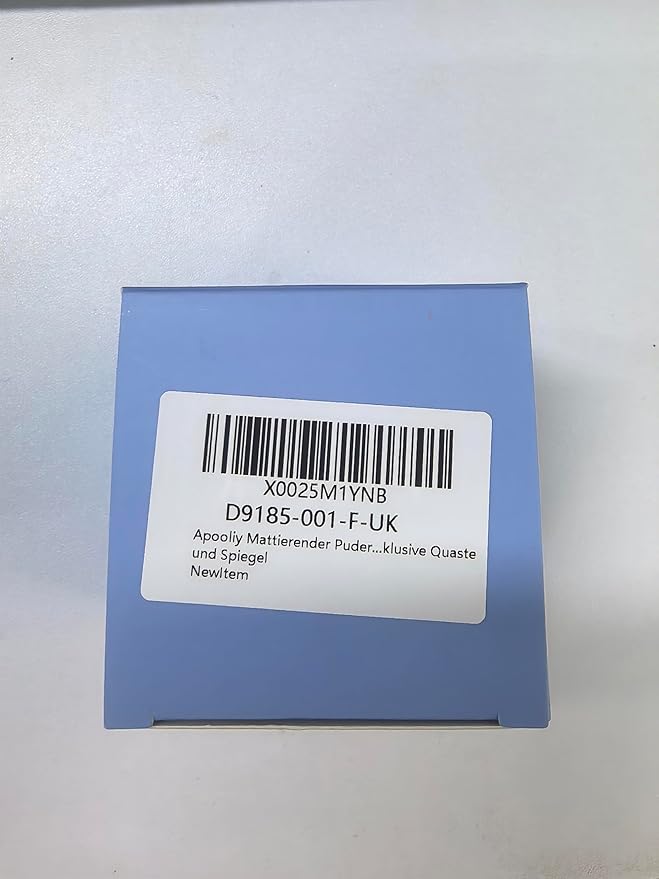 X0025M1YNB
D9185-001-F-UK
Apooliy Mattierender Puder...klusive Quaste
und Spiegel
NewItem